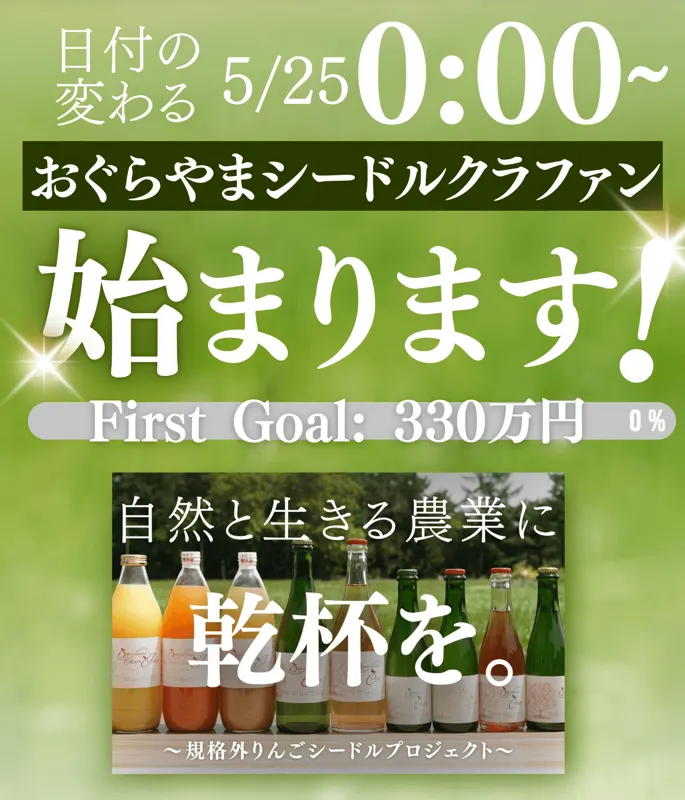 日付の
変わる
5/25 0:00~
おぐらやまシードルクラファン
始まります!
First Goal: 330万円 0%
自然と生きる農業に
乾杯を。
〜規格外りんごシードルプロジェクト〜